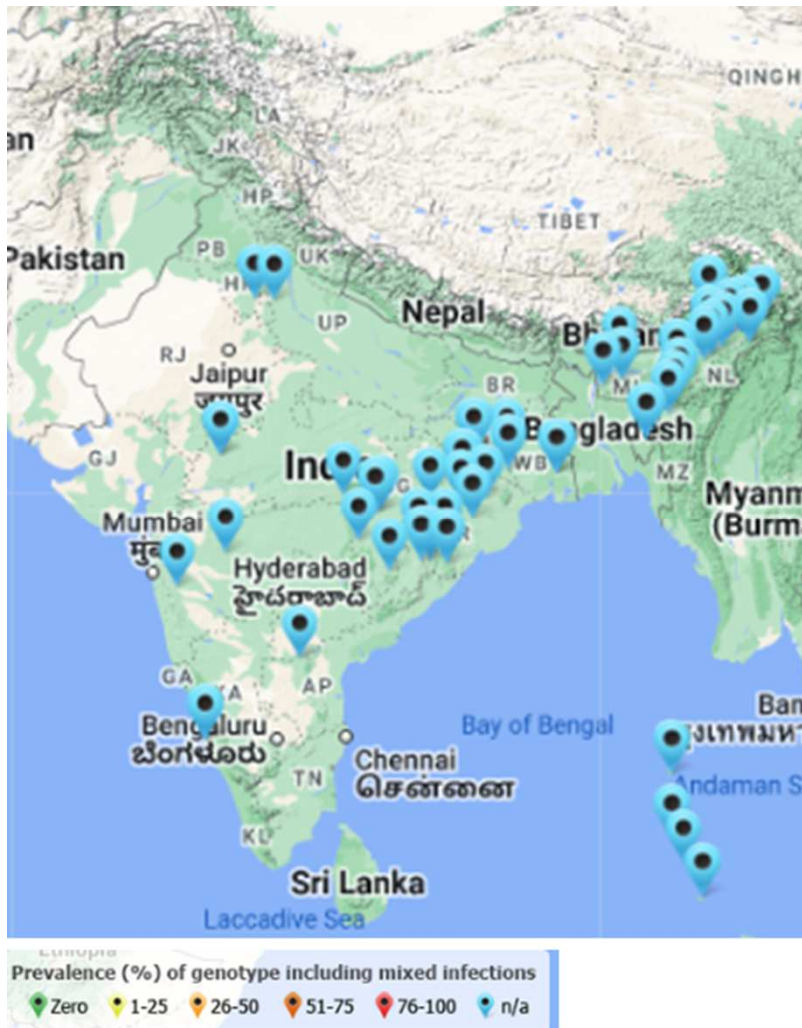 QINGH
LA
an
JK
HP
TIBET
Pakistan
PB
UK
Nepal
UP
RJ
Jaipur
BR
NL
Bangladesh
GJ
WB
MZ
Myanm
(Burm
Mumbai
Hyderabad
హైదరాబాద్
GA
AP
Ban
Bengaluru
ಬೆಂಗಳೂರು
Bay of Bengal
Chennai
சென்னை
Andaman S
TN
KL
Sri Lanka
Laccadive Sea
Prevalence (%) of genotype including mixed infections
Zero 1-25 26-50 51-75 76-100 n/a